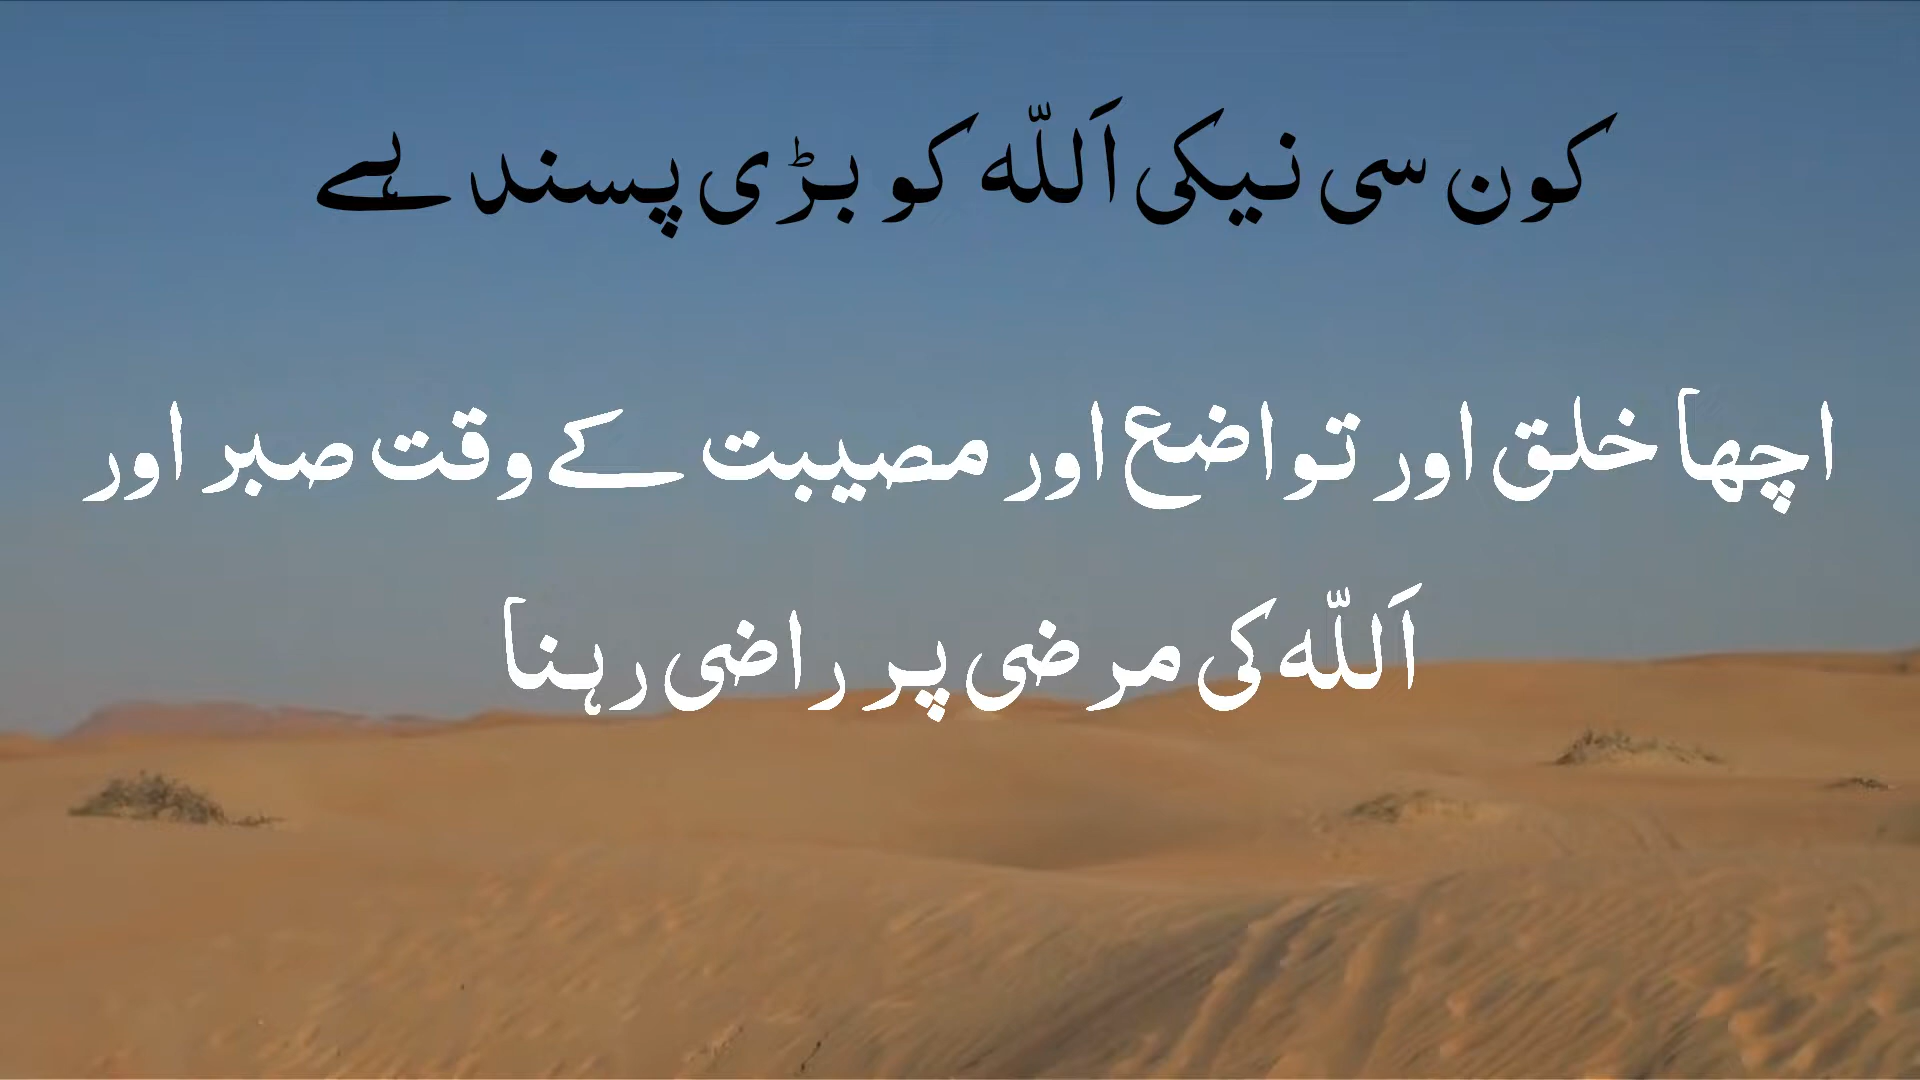 کون سی نیکی اَللّٰہ کو بڑی پسند ہے
اچھا خلق اور تواضع اور مصیبت کے وقت صبر اور
اَللّٰہ کی مرضی پر راضی رہنا